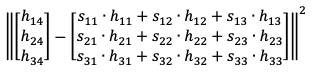 ‖[h₁₄ h₂₄ h₃₄] − [s₁₁ · h₁₁ + s₁₂ · h₁₂ + s₁₃ · h₁₃
s₂₁ · h₂₁ + s₂₂ · h₂₂ + s₂₃ · h₂₃
s₃₁ · h₃₁ + s₃₂ · h₃₂ + s₃₃ · h₃₃]‖²